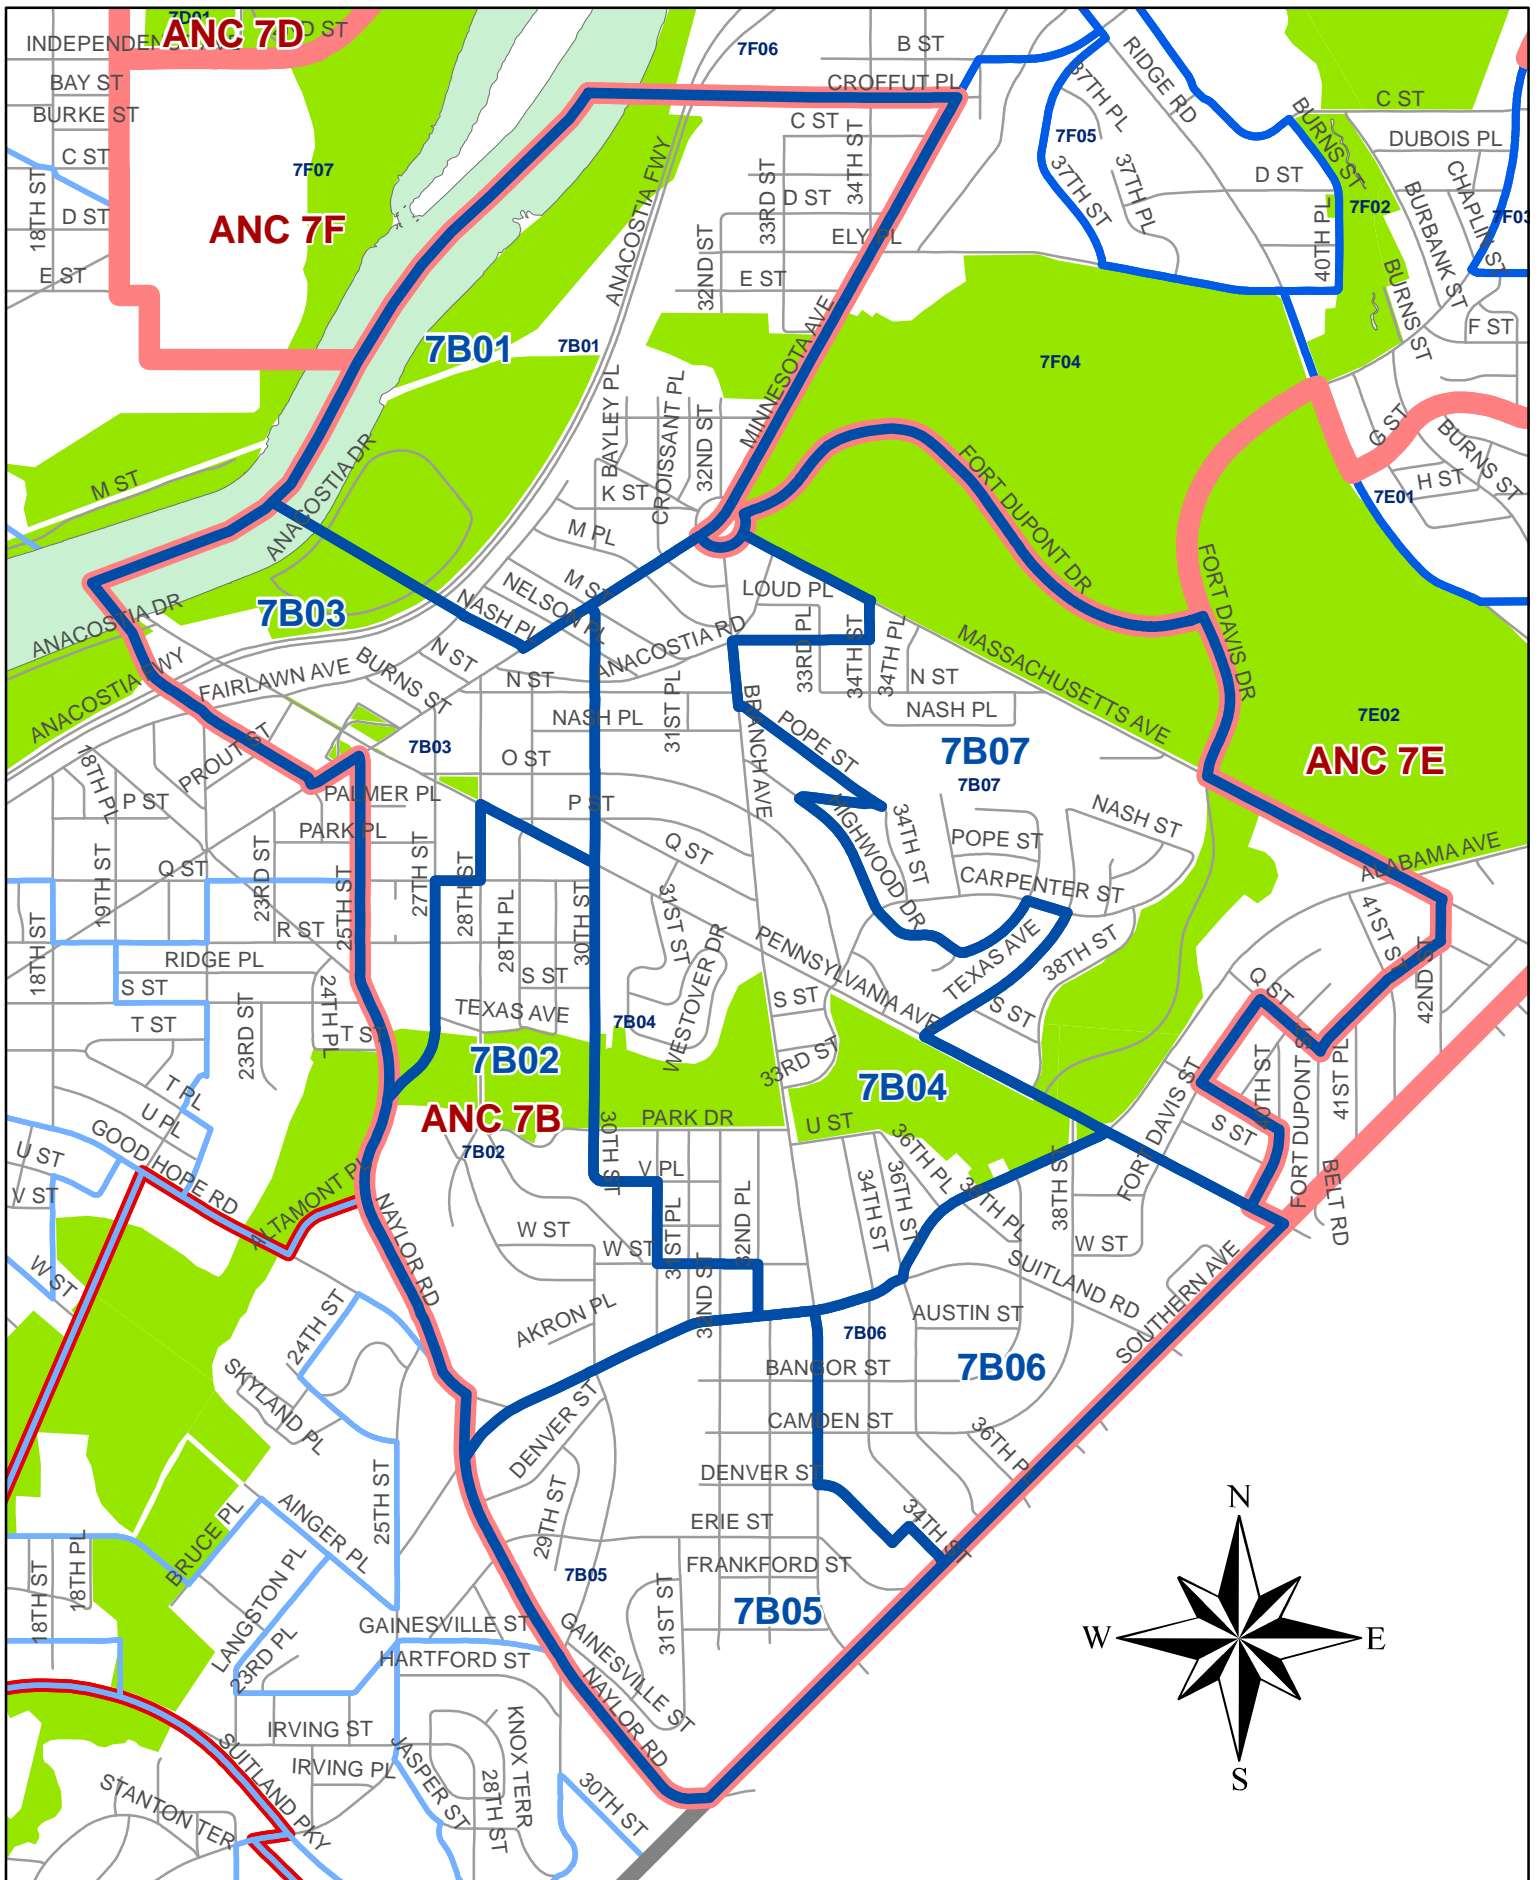 7D01
ANC 7D
INDEPENDENCE AVE
22ND ST
BAY ST
BURKE ST
C ST
18TH ST
D ST
E ST
7F07
ANC 7F
7F06
B ST
CROFFUT PL
C ST
34TH ST
33RD ST
D ST
ELY PL
32ND ST
E ST
ANACOSTIA FWY
RIDGE RD
37TH PL
7F05
37TH ST
37TH PL
D ST
BURNS ST
C ST
DUBOIS PL
7F02
40TH PL
BURBANK ST
CHAPLIN ST
7F03
BURNS ST
F ST
7B01
7B01
7F04
MINNESOTA AVE
BAYLEY PL
CROISSANT PL
32ND ST
K ST
M PL
FORT DUPONT DR
G ST
BURNS ST
H ST
7E01
M ST
ANACOSTIA DR
ANACOSTIA DR
7B03
M ST
NELSON PL
NASH PL
LOUD PL
33RD PL
34TH ST
34TH PL
ANACOSTIA RD
MASSACHUSETTS AVE
FORT DAVIS DR
ANACOSTIA FWY
FAIRLAWN AVE
BURNS ST
N ST
N ST
N ST
NASH PL
31ST PL
BRANCH AVE
NASH PL
7E02
ANC 7E
PROUT ST
7B03
O ST
POPE ST
7B07
7B07
18TH PL
P ST
PALMER PL
PARK PL
P ST
HIGHWOOD DR
34TH ST
POPE ST
NASH ST
Q ST
Q ST
19TH ST
23RD ST
25TH ST
27TH ST
28TH ST
28TH PL
30TH ST
31ST ST
CARPENTER ST
ALABAMA AVE
R ST
18TH ST
RIDGE PL
S ST
S ST
WESTOVER DR
PENNSYLVANIA AVE
TEXAS AVE
38TH ST
41ST ST
42ND ST
Q ST
T ST
23RD ST
24TH PL
T ST
TEXAS AVE
7B04
S ST
S ST
7B02
33RD ST
7B04
40TH ST
FORT DUPONT ST
41ST PL
T PL
U PL
GOOD HOPE RD
U ST
V ST
ANC 7B
7B02
PARK DR
U ST
30TH ST
V PL
36TH PL
36TH ST
34TH ST
36TH PL
38TH ST
FORT DAVIS ST
S ST
BELT RD
ALTAMONT PL
NAYLOR RD
W ST
W ST
W ST
31ST PL
32ND ST
32ND PL
W ST
SUITLAND RD
SOUTHERN AVE
24TH ST
AKRON PL
AUSTIN ST
7B06
7B06
BANGOR ST
SKYLAND PL
DENVER ST
CAMDEN ST
36TH PL
25TH ST
DENVER ST
AINGER PL
BRUCE PL
29TH ST
ERIE ST
34TH ST
18TH ST
18TH PL
LANGSTON PL
7B05
FRANKFORD ST
31ST ST
7B05
23RD PL
GAINESVILLE ST
GAINESVILLE ST
HARTFORD ST
NAYLOR RD
N
W
E
S
IRVING ST
IRVING PL
JASPER ST
KNOX TERR
28TH ST
30TH ST
STANTON TER
SUITLAND PKY